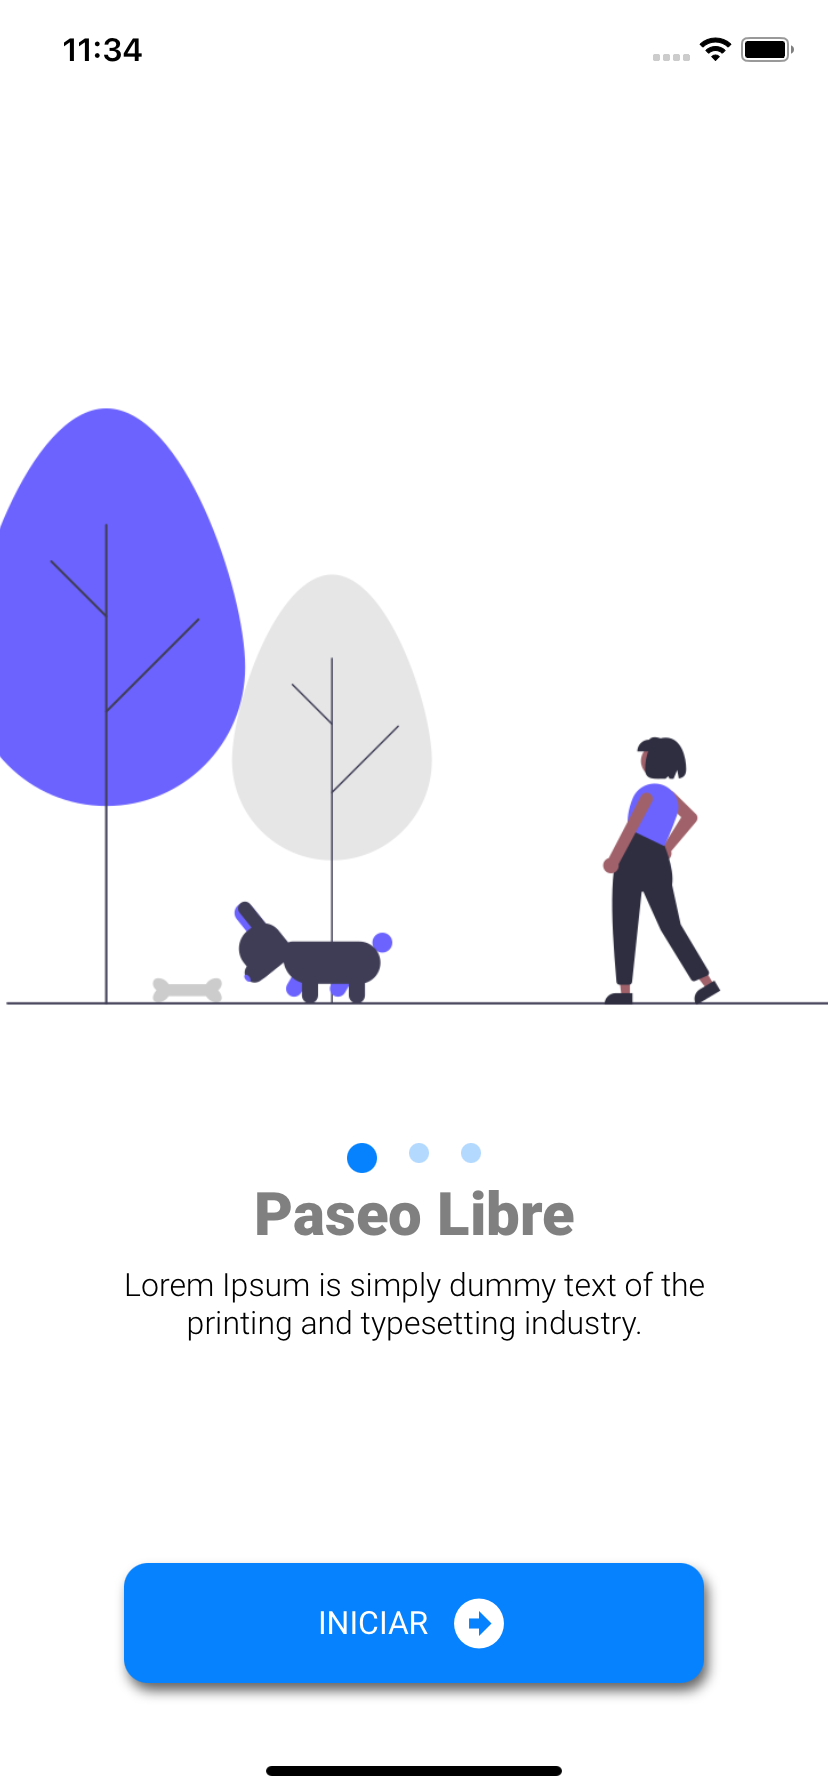 11:34
Paseo Libre
Lorem Ipsum is simply dummy text of the
printing and typesetting industry.
INICIAR